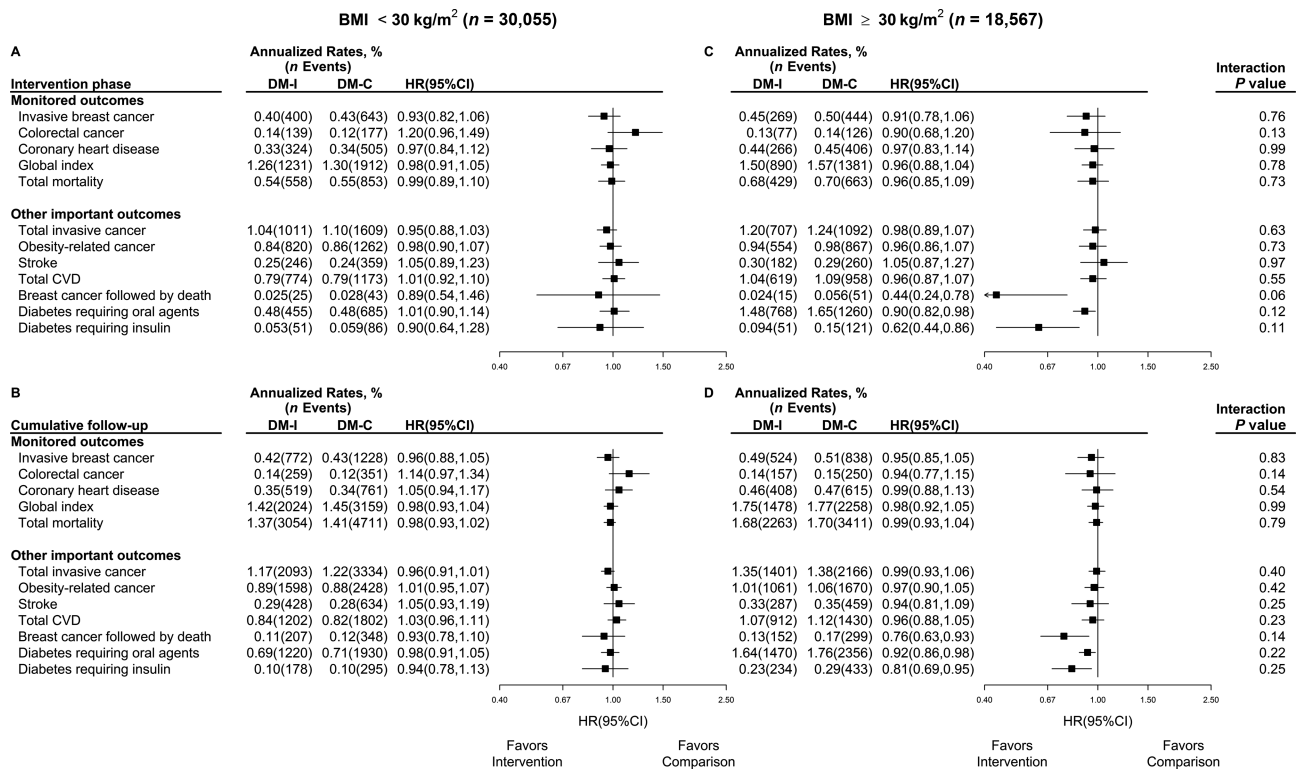 BMI < 30 kg/m² (n = 30,055) BMI ≥ 30 kg/m² (n = 18,567)
A Annualized Rates, % C Annualized Rates, %
(n Events) (n Events) Interaction
Intervention phase DM-I DM-C HR(95%CI) DM-I DM-C HR(95%CI) P value
Monitored outcomes
Invasive breast cancer 0.40(400) 0.43(643) 0.93(0.82,1.06) 0.45(269) 0.50(444) 0.91(0.78,1.06) 0.76
Colorectal cancer 0.14(139) 0.12(177) 1.20(0.96,1.49) 0.13(77) 0.14(126) 0.90(0.68,1.20) 0.13
Coronary heart disease 0.33(324) 0.34(505) 0.97(0.84,1.12) 0.44(266) 0.45(406) 0.97(0.83,1.14) 0.99
Global index 1.26(1231) 1.30(1912) 0.98(0.91,1.05) 1.50(890) 1.57(1381) 0.96(0.88,1.04) 0.78
Total mortality 0.54(558) 0.55(853) 0.99(0.89,1.10) 0.68(429) 0.70(663) 0.96(0.85,1.09) 0.73
Other important outcomes
Total invasive cancer 1.04(1011) 1.10(1609) 0.95(0.88,1.03) 1.20(707) 1.24(1092) 0.98(0.89,1.07) 0.63
Obesity-related cancer 0.84(820) 0.86(1262) 0.98(0.90,1.07) 0.94(554) 0.98(867) 0.96(0.86,1.07) 0.73
Stroke 0.25(246) 0.24(359) 1.05(0.89,1.23) 0.30(182) 0.29(260) 1.05(0.87,1.27) 0.97
Total CVD 0.79(774) 0.79(1173) 1.01(0.92,1.10) 1.04(619) 1.09(958) 0.96(0.87,1.07) 0.55
Breast cancer followed by death 0.025(25) 0.028(43) 0.89(0.54,1.46) 0.024(15) 0.056(51) 0.44(0.24,0.78) 0.06
Diabetes requiring oral agents 0.48(455) 0.48(685) 1.01(0.90,1.14) 1.48(768) 1.65(1260) 0.90(0.82,0.98) 0.12
Diabetes requiring insulin 0.053(51) 0.059(86) 0.90(0.64,1.28) 0.094(51) 0.15(121) 0.62(0.44,0.86) 0.11
0.40 0.67 1.00 1.50 2.50 0.40 0.67 1.00 1.50 2.50
B Annualized Rates, % D Annualized Rates, %
(n Events) (n Events) Interaction
Cumulative follow-up DM-I DM-C HR(95%CI) DM-I DM-C HR(95%CI) P value
Monitored outcomes
Invasive breast cancer 0.42(772) 0.43(1228) 0.96(0.88,1.05) 0.49(524) 0.51(838) 0.95(0.85,1.05) 0.83
Colorectal cancer 0.14(259) 0.12(351) 1.14(0.97,1.34) 0.14(157) 0.15(250) 0.94(0.77,1.15) 0.14
Coronary heart disease 0.35(519) 0.34(761) 1.05(0.94,1.17) 0.46(408) 0.47(615) 0.99(0.88,1.13) 0.54
Global index 1.42(2024) 1.45(3159) 0.98(0.93,1.04) 1.75(1478) 1.77(2258) 0.98(0.92,1.05) 0.99
Total mortality 1.37(3054) 1.41(4711) 0.98(0.93,1.02) 1.68(2263) 1.70(3411) 0.99(0.93,1.04) 0.79
Other important outcomes
Total invasive cancer 1.17(2093) 1.22(3334) 0.96(0.91,1.01) 1.35(1401) 1.38(2166) 0.99(0.93,1.06) 0.40
Obesity-related cancer 0.89(1598) 0.88(2428) 1.01(0.95,1.07) 1.01(1061) 1.06(1670) 0.97(0.90,1.05) 0.42
Stroke 0.29(428) 0.28(634) 1.05(0.93,1.19) 0.33(287) 0.35(459) 0.94(0.81,1.09) 0.25
Total CVD 0.84(1202) 0.82(1802) 1.03(0.96,1.11) 1.07(912) 1.12(1430) 0.96(0.88,1.05) 0.23
Breast cancer followed by death 0.11(207) 0.12(348) 0.93(0.78,1.10) 0.13(152) 0.17(299) 0.76(0.63,0.93) 0.14
Diabetes requiring oral agents 0.69(1220) 0.71(1930) 0.98(0.91,1.05) 1.64(1470) 1.76(2356) 0.92(0.86,0.98) 0.22
Diabetes requiring insulin 0.10(178) 0.10(295) 0.94(0.78,1.13) 0.23(234) 0.29(433) 0.81(0.69,0.95) 0.25
0.40 0.67 1.00 1.50 2.50 0.40 0.67 1.00 1.50 2.50
HR(95%CI) HR(95%CI)
Favors Favors Favors Favors
Intervention Comparison Intervention Comparison